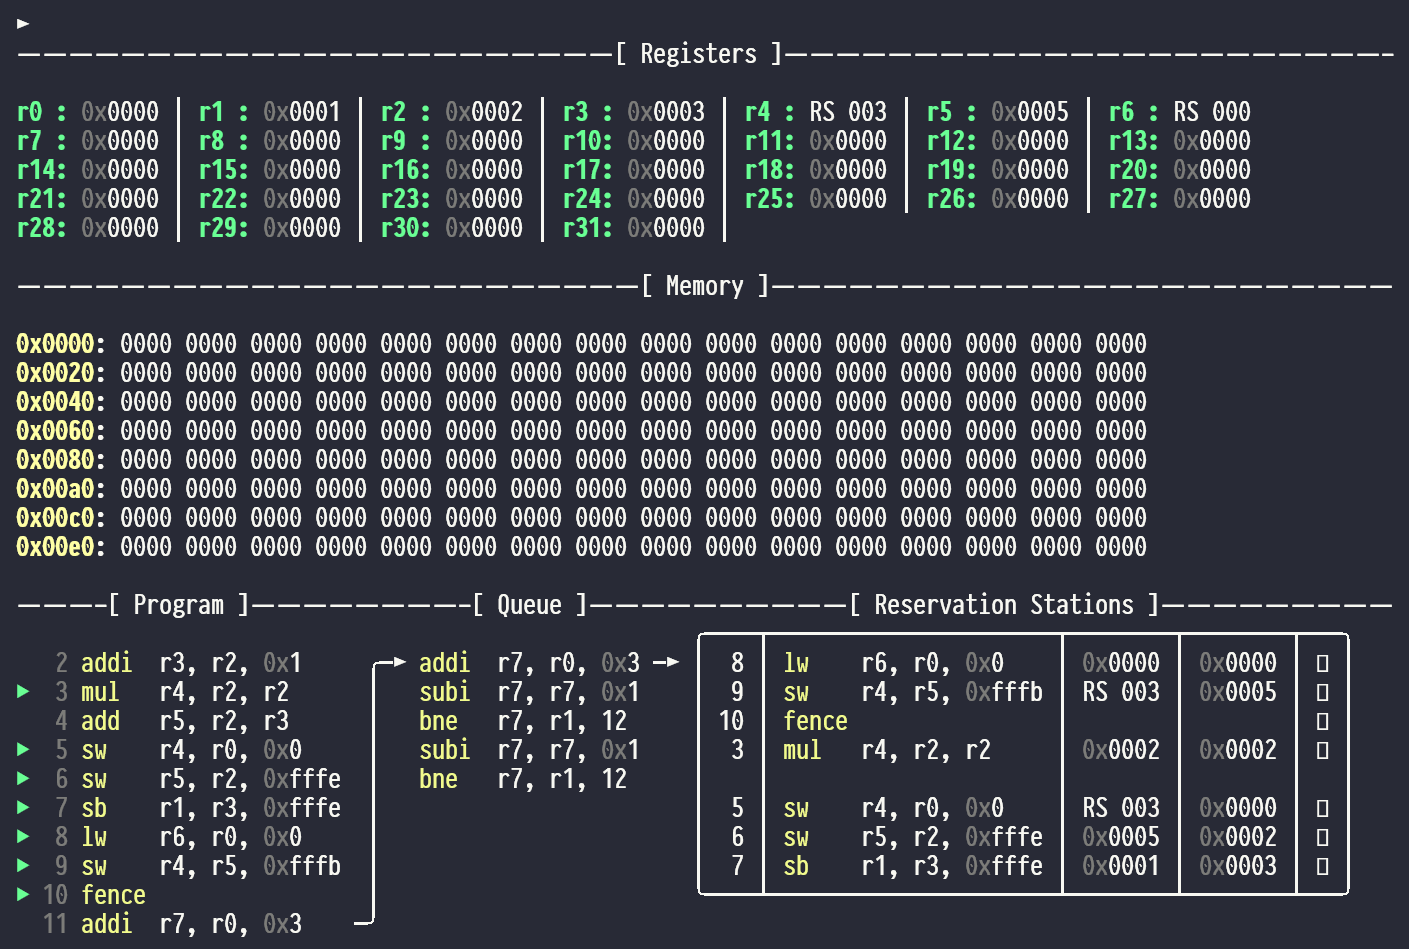 ►
[ Registers ]
r0 : 0x0000 | r1 : 0x0001 | r2 : 0x0002 | r3 : 0x0003 | r4 : RS 003 | r5 : 0x0005 | r6 : RS 000
r7 : 0x0000 | r8 : 0x0000 | r9 : 0x0000 | r10: 0x0000 | r11: 0x0000 | r12: 0x0000 | r13: 0x0000
r14: 0x0000 | r15: 0x0000 | r16: 0x0000 | r17: 0x0000 | r18: 0x0000 | r19: 0x0000 | r20: 0x0000
r21: 0x0000 | r22: 0x0000 | r23: 0x0000 | r24: 0x0000 | r25: 0x0000 | r26: 0x0000 | r27: 0x0000
r28: 0x0000 | r29: 0x0000 | r30: 0x0000 | r31: 0x0000 |
[ Memory ]
0x0000: 0000 0000 0000 0000 0000 0000 0000 0000 0000 0000 0000 0000 0000 0000 0000 0000
0x0020: 0000 0000 0000 0000 0000 0000 0000 0000 0000 0000 0000 0000 0000 0000 0000 0000
0x0040: 0000 0000 0000 0000 0000 0000 0000 0000 0000 0000 0000 0000 0000 0000 0000 0000
0x0060: 0000 0000 0000 0000 0000 0000 0000 0000 0000 0000 0000 0000 0000 0000 0000 0000
0x0080: 0000 0000 0000 0000 0000 0000 0000 0000 0000 0000 0000 0000 0000 0000 0000 0000
0x00a0: 0000 0000 0000 0000 0000 0000 0000 0000 0000 0000 0000 0000 0000 0000 0000 0000
0x00c0: 0000 0000 0000 0000 0000 0000 0000 0000 0000 0000 0000 0000 0000 0000 0000 0000
0x00e0: 0000 0000 0000 0000 0000 0000 0000 0000 0000 0000 0000 0000 0000 0000 0000 0000
[ Program ] [ Queue ] [ Reservation Stations ]
2 addi r3, r2, 0x1
► 3 mul r4, r2, r2
4 add r5, r2, r3
► 5 sw r4, r0, 0x0
► 6 sw r5, r2, 0xfffe
► 7 sb r1, r3, 0xfffe
► 8 lw r6, r0, 0x0
► 9 sw r4, r5, 0xfffb
► 10 fence
11 addi r7, r0, 0x3
addi r7, r0, 0x3
subi r7, r7, 0x1
bne r7, r1, 12
subi r7, r7, 0x1
bne r7, r1, 12
8 | lw r6, r0, 0x0 | 0x0000 | 0x0000 | ▯
9 | sw r4, r5, 0xfffb | RS 003 | 0x0005 | ▯
10 | fence | | | ▯
3 | mul r4, r2, r2 | 0x0002 | 0x0002 | ▯
5 | sw r4, r0, 0x0 | RS 003 | 0x0000 | ▯
6 | sw r5, r2, 0xfffe | 0x0005 | 0x0002 | ▯
7 | sb r1, r3, 0xfffe | 0x0001 | 0x0003 | ▯